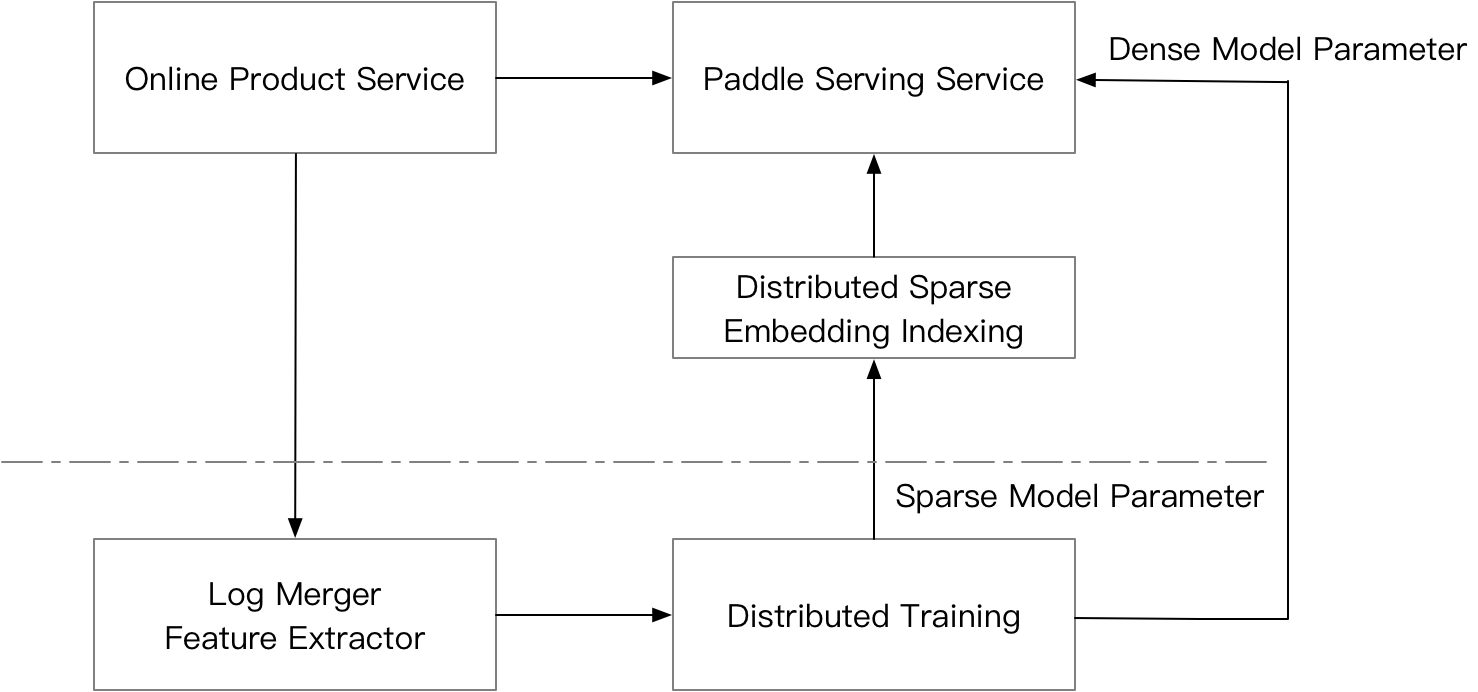 Online Product Service
Paddle Serving Service
Dense Model Parameter
Distributed Sparse
Embedding Indexing
Sparse Model Parameter
Log Merger
Feature Extractor
Distributed Training